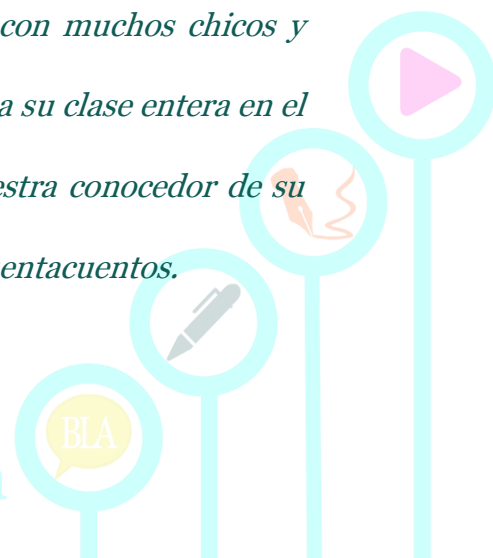 con muchos chicos y
a su clase entera en el
estra conocedor de su
entacuentos.
BLA